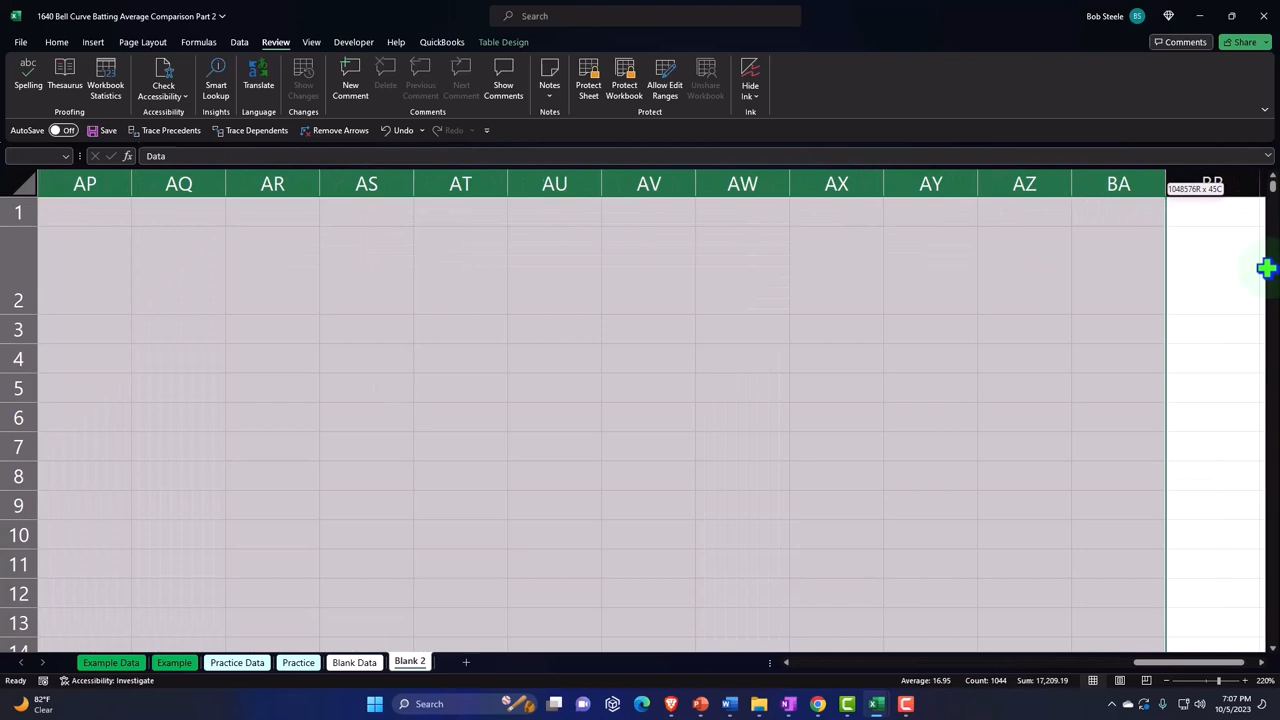 1640 Bell Curve Batting Average Comparison Part 2
Search
Bob Steele
BS
File Home Insert Page Layout Formulas Data Review View Developer Help QuickBooks Table Design
Comments
Share
Spelling Thesaurus Workbook Statistics
Check Accessibility
Smart Lookup
Translate
Show Changes
New Comment
Delete
Previous Comment
Next Comment
Show Comments
Notes
Protect Sheet
Protect Workbook
Allow Edit Ranges
Unshare Workbook
Hide Ink
Proofing Accessibility Insights Language Changes Comments Notes Protect Ink
AutoSave Off Save Trace Precedents Trace Dependents Remove Arrows Undo Redo
fx Data
AP AQ AR AS AT AU AV AW AX AY AZ BA BB
1048576R x 45C
1
2
3
4
5
6
7
8
9
10
11
12
13
14
Example Data Example Practice Data Practice Blank Data Blank 2
Ready Accessibility: Investigate Average: 16.95 Count: 1044 Sum: 17,209.19 220%
82°F
Clear
Search
7:07 PM
10/5/2023